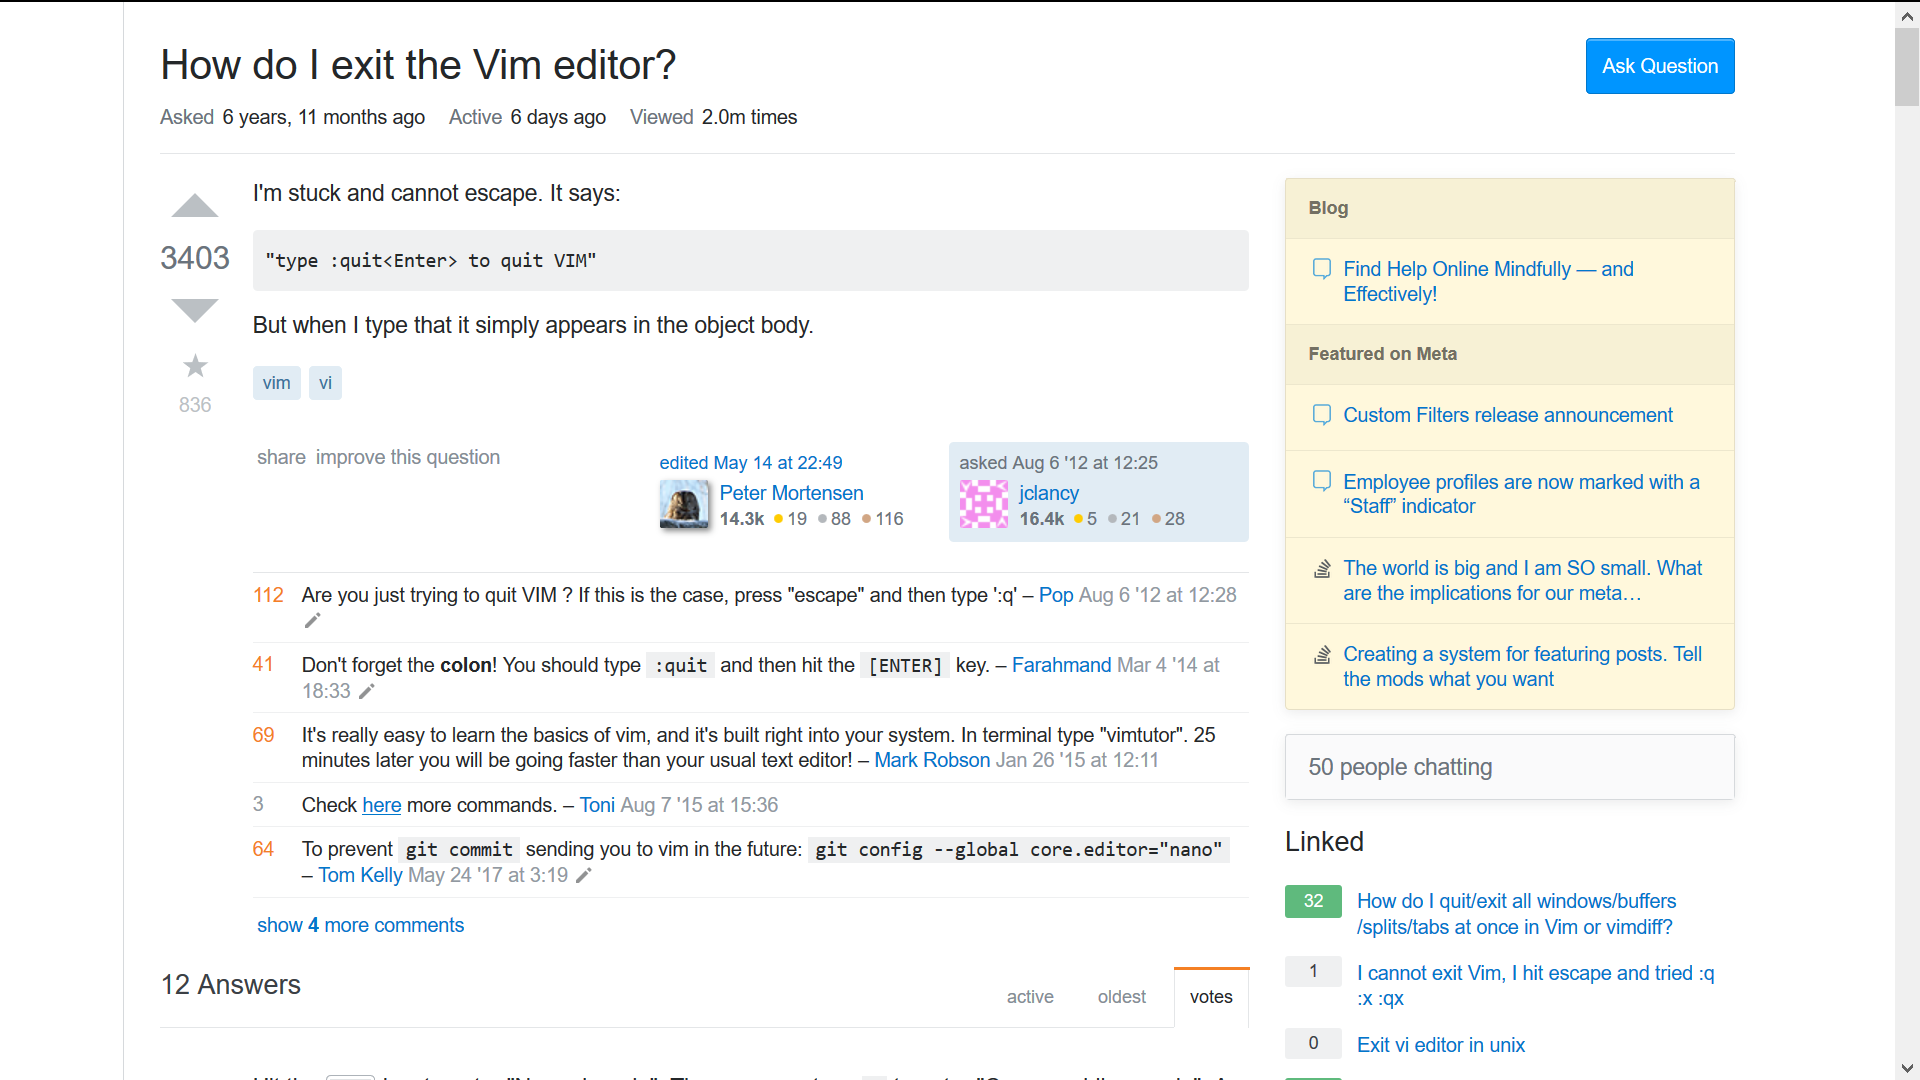 How do I exit the Vim editor?
Ask Question
Asked 6 years, 11 months ago Active 6 days ago Viewed 2.0m times
3403
836
I'm stuck and cannot escape. It says:
"type :quit<Enter> to quit VIM"
But when I type that it simply appears in the object body.
vim vi
share improve this question
edited May 14 at 22:49
Peter Mortensen
14.3k 19 88 116
asked Aug 6 '12 at 12:25
jclancy
16.4k 5 21 28
112 Are you just trying to quit VIM ? If this is the case, press "escape" and then type ':q' – Pop Aug 6 '12 at 12:28
41 Don't forget the colon! You should type :quit and then hit the [ENTER] key. – Farahmand Mar 4 '14 at
18:33
69 It's really easy to learn the basics of vim, and it's built right into your system. In terminal type "vimtutor". 25
minutes later you will be going faster than your usual text editor! – Mark Robson Jan 26 '15 at 12:11
3 Check here more commands. – Toni Aug 7 '15 at 15:36
64 To prevent git commit sending you to vim in the future: git config --global core.editor="nano"
– Tom Kelly May 24 '17 at 3:19
show 4 more comments
12 Answers
active oldest votes
Blog
Find Help Online Mindfully — and
Effectively!
Featured on Meta
Custom Filters release announcement
Employee profiles are now marked with a
“Staff” indicator
The world is big and I am SO small. What
are the implications for our meta…
Creating a system for featuring posts. Tell
the mods what you want
50 people chatting
Linked
32 How do I quit/exit all windows/buffers
/splits/tabs at once in Vim or vimdiff?
1 I cannot exit Vim, I hit escape and tried :q
:x :qx
0 Exit vi editor in unix